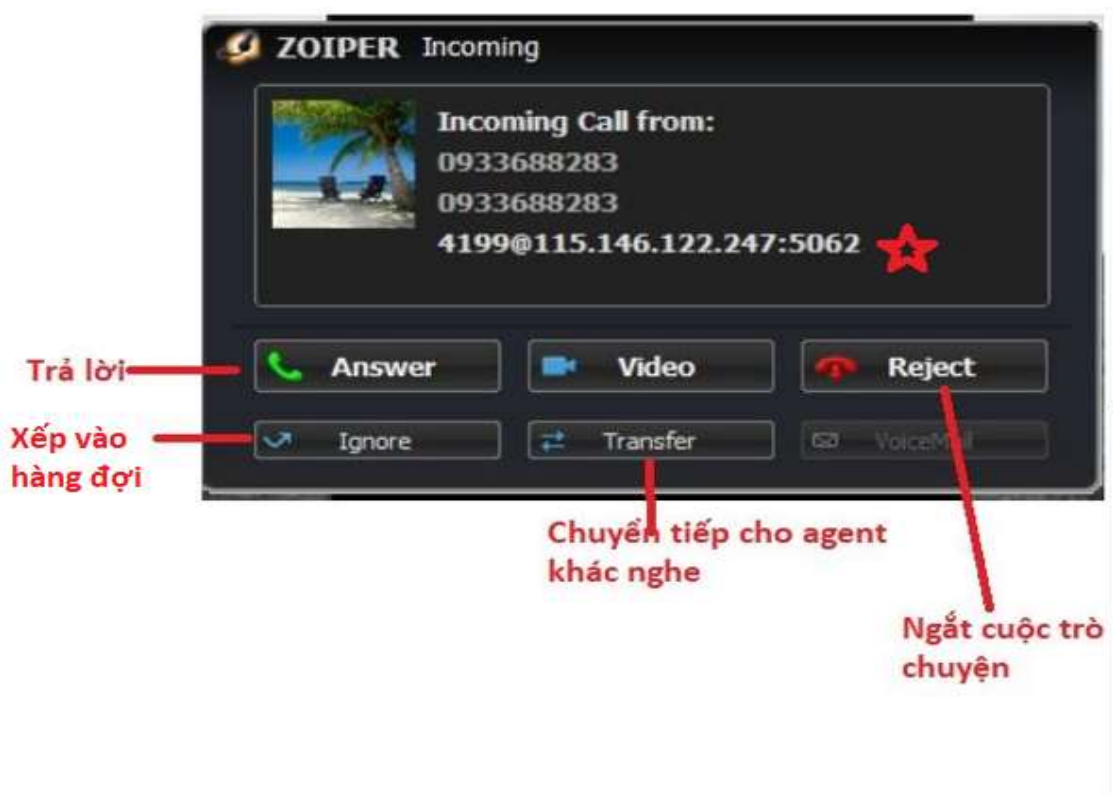 ZOIPER Incoming
Incoming Call from:
0933688283
0933688283
4199@115.146.122.247:5062
Trả lời
Answer
Video
Reject
Xếp vào
hàng đợi
Ignore
Transfer
VoiceMail
Chuyển tiếp cho agent
khác nghe
Ngắt cuộc trò
chuyện